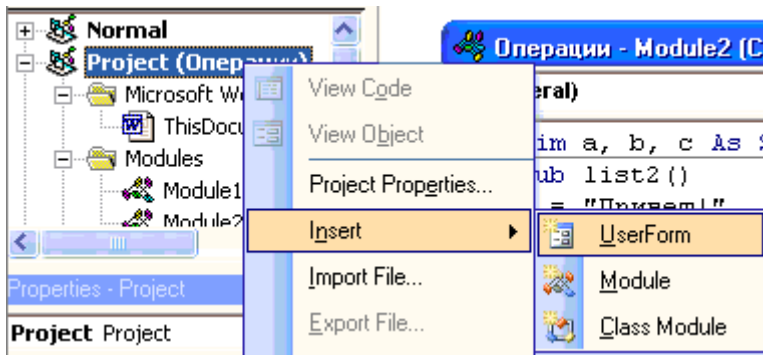 Normal
Project (Операции)
Microsoft
ThisDocu
Modules
Module1
Module2
Properties - Project
Project Project
View Code
View Object
Project Properties...
Insert
Import File...
Export File...
Операции - Module2 (C
eral)
im a, b, c As S
ub list2()
= "Привет!"
UserForm
Module
Class Module